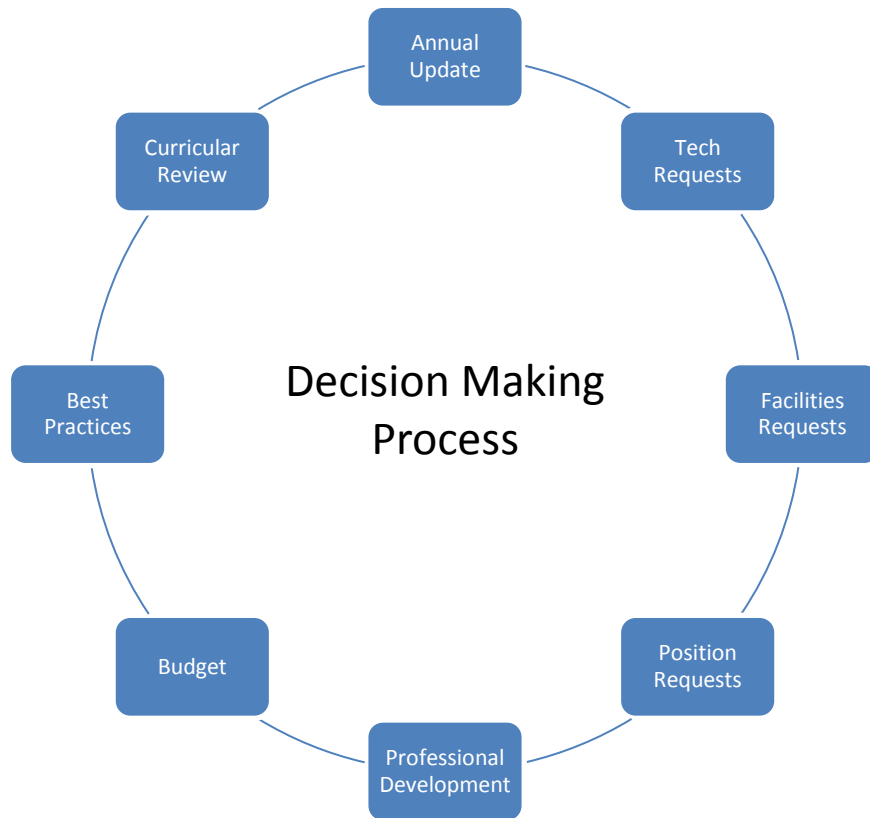 Annual
Update
Tech
Requests
Facilities
Requests
Position
Requests
Professional
Development
Budget
Best
Practices
Curricular
Review
Decision Making
Process